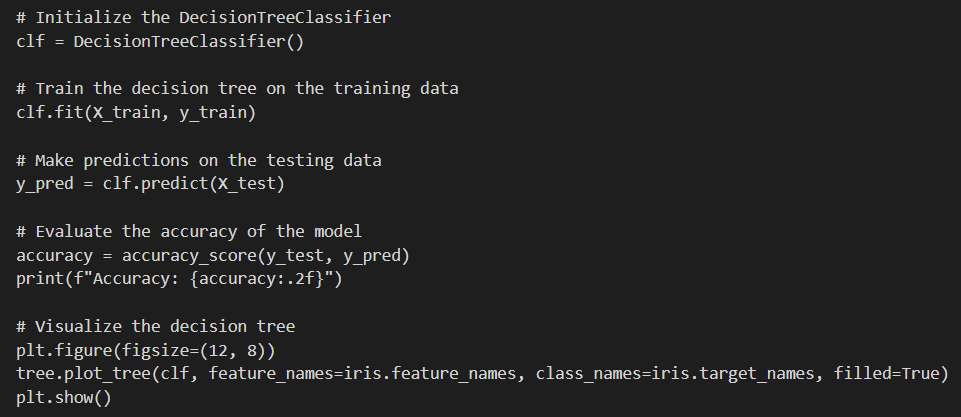 # Initialize the DecisionTreeClassifier
clf = DecisionTreeClassifier()
# Train the decision tree on the training data
clf.fit(X_train, y_train)
# Make predictions on the testing data
y_pred = clf.predict(X_test)
# Evaluate the accuracy of the model
accuracy = accuracy_score(y_test, y_pred)
print(f"Accuracy: {accuracy:.2f}")
# Visualize the decision tree
plt.figure(figsize=(12, 8))
tree.plot_tree(clf, feature_names=iris.feature_names, class_names=iris.target_names, filled=True)
plt.show()